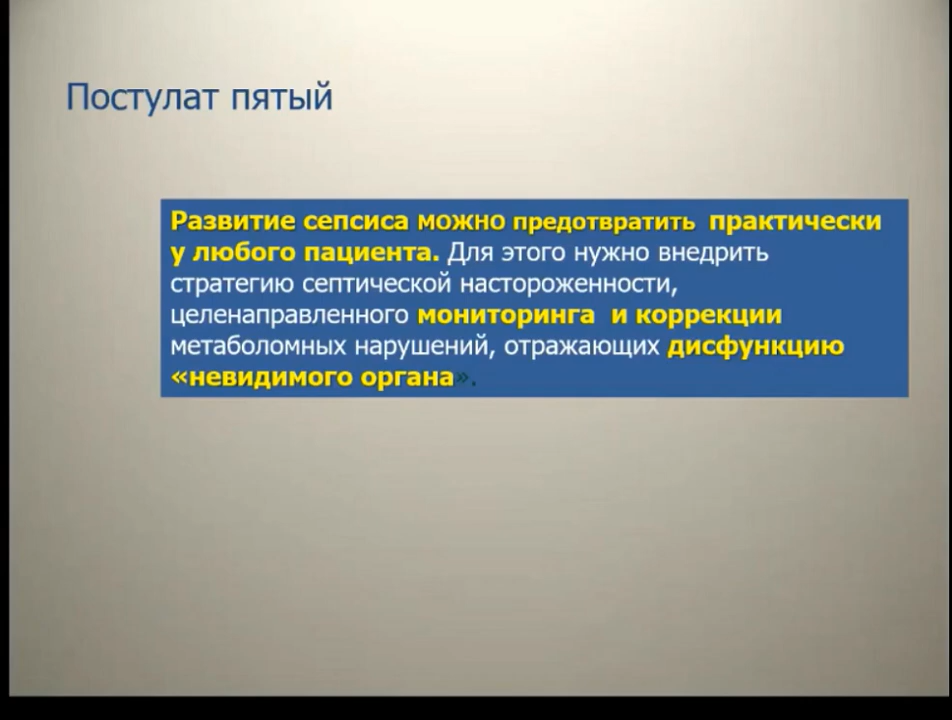 Постулат пятый
Развитие сепсиса можно предотвратить практически
у любого пациента. Для этого нужно внедрить
стратегию септической настороженности,
целенаправленного мониторинга и коррекции
метаболомных нарушений, отражающих дисфункцию
«невидимого органа».